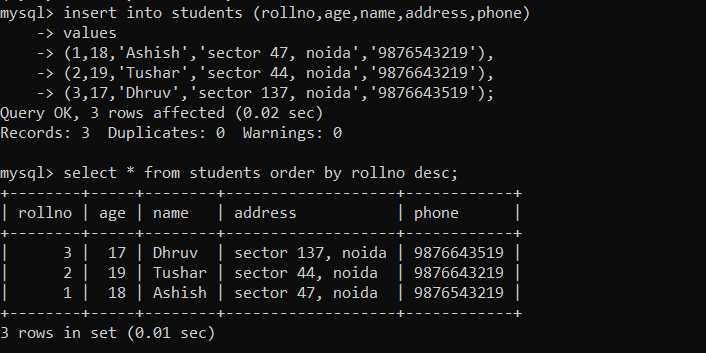 mysql> insert into students (rollno,age,name,address,phone)
    -> values
    -> (1,18,'Ashish','sector 47, noida','9876543219'),
    -> (2,19,'Tushar','sector 44, noida','9876643219'),
    -> (3,17,'Dhruv','sector 137, noida','9876643519');
Query OK, 3 rows affected (0.02 sec)
Records: 3  Duplicates: 0  Warnings: 0

mysql> select * from students order by rollno desc;
+--------+-----+--------+-------------------+------------+
| rollno | age | name   | address           | phone      |
+--------+-----+--------+-------------------+------------+
|      3 |  17 | Dhruv  | sector 137, noida | 9876643519 |
|      2 |  19 | Tushar | sector 44, noida  | 9876643219 |
|      1 |  18 | Ashish | sector 47, noida  | 9876543219 |
+--------+-----+--------+-------------------+------------+
3 rows in set (0.01 sec)